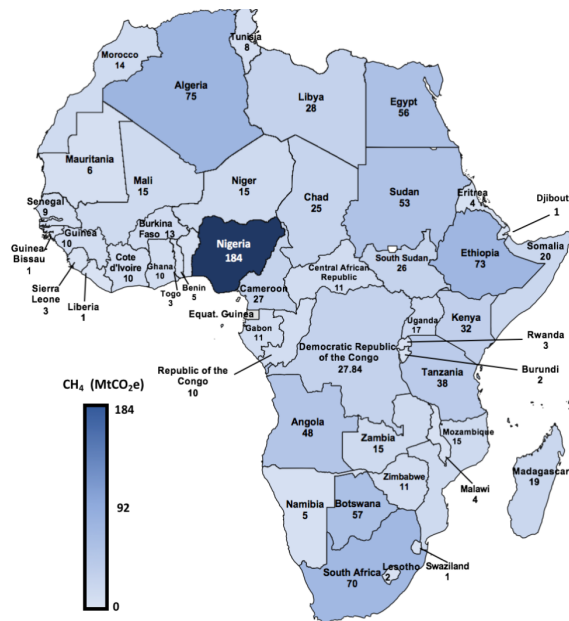 Tunisia
8
Morocco
14
Algeria
75
Libya
28
Egypt
56
Mauritania
6
Mali
15
Niger
15
Chad
25
Sudan
53
Eritrea
4
Djibouti
1
Senegal
9
Guinea
10
Guinea
Bissau
1
Sierra
Leone
3
Liberia
1
Cote
d'Ivoire
10
Burkina
Faso 13
Ghana
10
Togo
3
Benin
5
Nigeria
184
Cameroon
27
Central African
Republic
11
South Sudan
26
Ethiopia
73
Somalia
20
Equat. Guinea
Gabon
11
Republic of the
Congo
10
Democratic Republic
of the Congo
27.84
Uganda
17
Kenya
32
Rwanda
3
Burundi
2
Tanzania
38
Angola
48
Zambia
15
Mozambique
15
Malawi
4
Zimbabwe
11
Madagascar
19
Namibia
5
Botswana
57
South Africa
70
Lesotho
2
Swaziland
1
CH₄ (MtCO₂e)
184
92
0